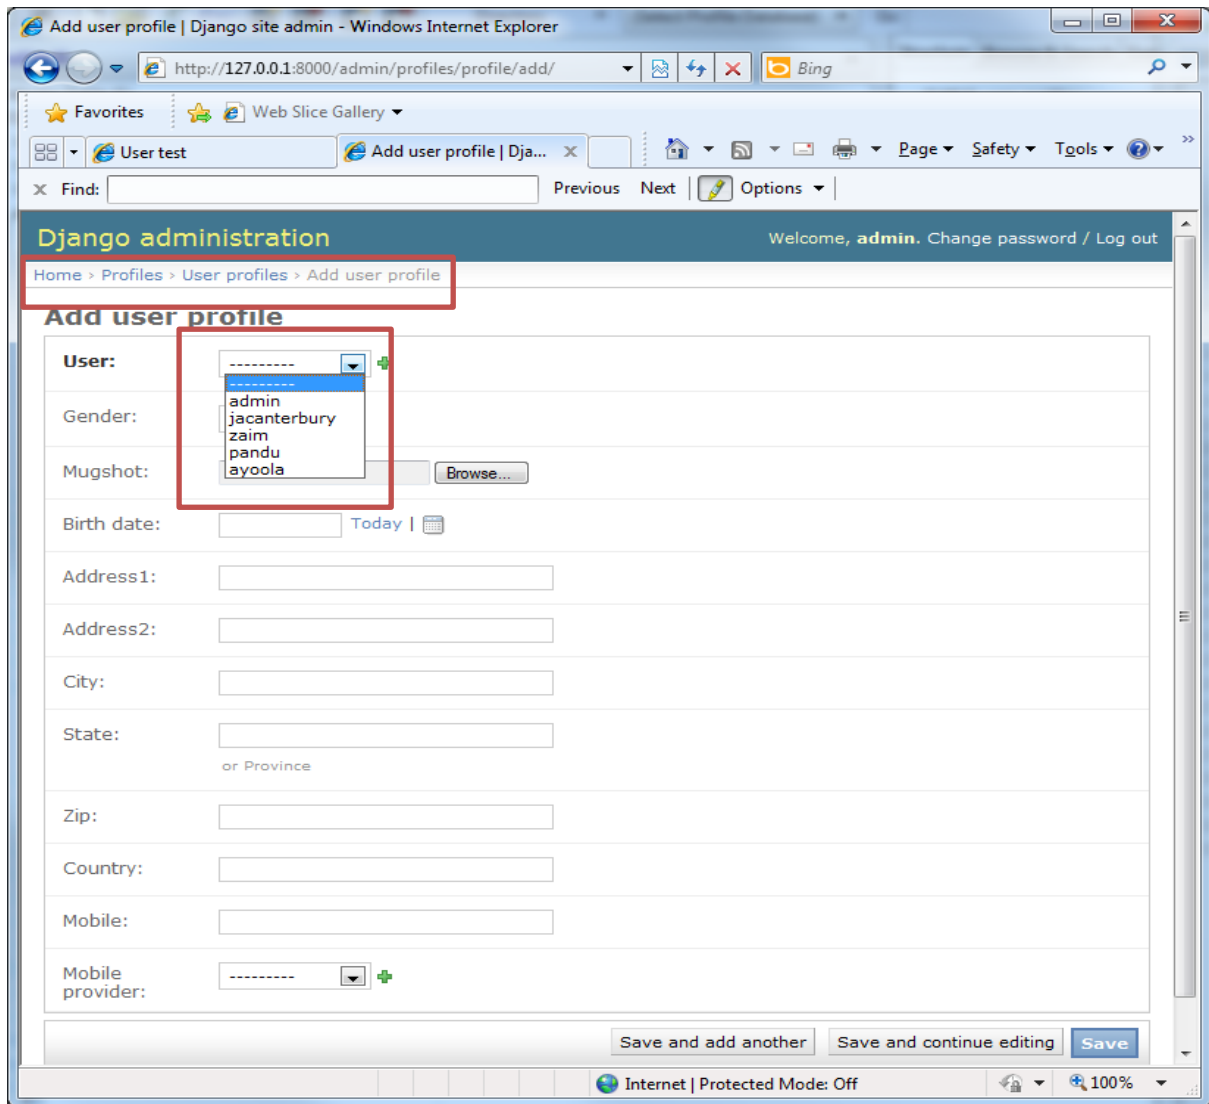 Add user profile | Django site admin - Windows Internet Explorer
http://127.0.0.1:8000/admin/profiles/profile/add/ Bing
Favorites Web Slice Gallery
User test Add user profile | Dja... x Page Safety Tools
x Find: Previous Next Options
Django administration Welcome, admin. Change password / Log out
Home › Profiles › User profiles › Add user profile
Add user profile
User: ---------
---------
admin
Gender: jacanterbury
zaim
pandu
Mugshot: ayoola Browse...
Birth date: Today |
Address1:
Address2:
City:
State:
or Province
Zip:
Country:
Mobile:
Mobile
provider: ---------
Save and add another Save and continue editing Save
Internet | Protected Mode: Off 100%